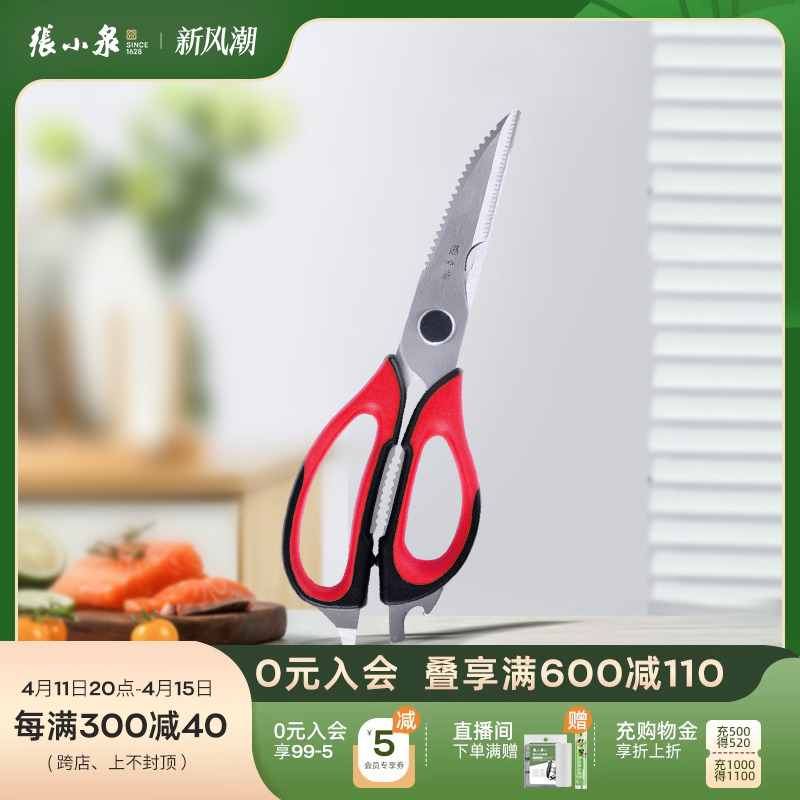 張小泉
SINCE
1628
新风潮
0元入会 叠享满600减110
4月11日20点-4月15日
每满300减40
(跨店、上不封顶)
0元入会
享99-5
减
¥5
会员专享券
直播间
下单满赠
赠
充购物金
享折上折
充500
得520
充1000
得1100